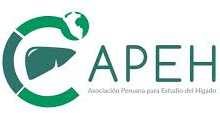 APEH
Asociación Peruana para Estudio del Hígado